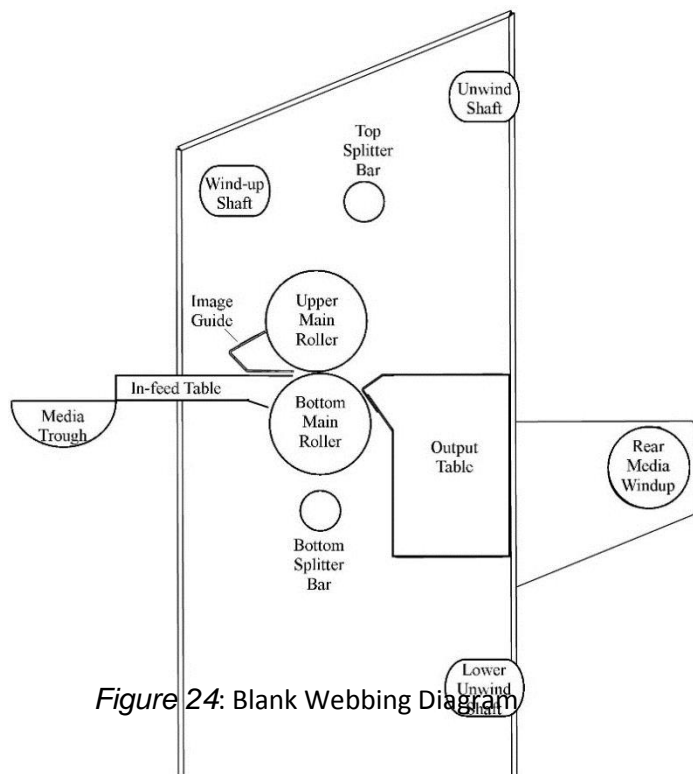 Unwind
Shaft
Top
Splitter
Bar
Wind-up
Shaft
Image
Guide
Upper
Main
Roller
In-feed Table
Media
Trough
Bottom
Main
Roller
Output
Table
Rear
Media
Windup
Bottom
Splitter
Bar
Lower
Unwind
Shaft
Figure 24: Blank Webbing Diagram